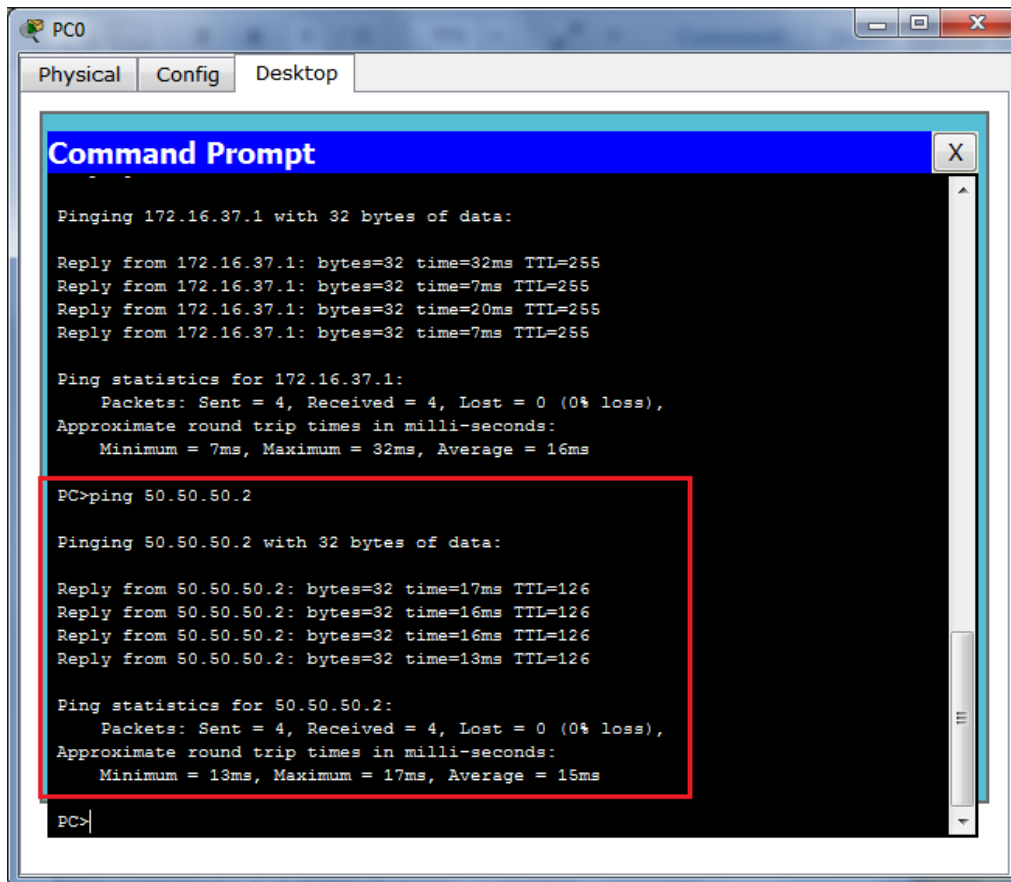 PC0
Physical Config Desktop
Command Prompt X
Pinging 172.16.37.1 with 32 bytes of data:
Reply from 172.16.37.1: bytes=32 time=32ms TTL=255
Reply from 172.16.37.1: bytes=32 time=7ms TTL=255
Reply from 172.16.37.1: bytes=32 time=20ms TTL=255
Reply from 172.16.37.1: bytes=32 time=7ms TTL=255
Ping statistics for 172.16.37.1:
Packets: Sent = 4, Received = 4, Lost = 0 (0% loss),
Approximate round trip times in milli-seconds:
Minimum = 7ms, Maximum = 32ms, Average = 16ms
PC>ping 50.50.50.2
Pinging 50.50.50.2 with 32 bytes of data:
Reply from 50.50.50.2: bytes=32 time=17ms TTL=126
Reply from 50.50.50.2: bytes=32 time=16ms TTL=126
Reply from 50.50.50.2: bytes=32 time=16ms TTL=126
Reply from 50.50.50.2: bytes=32 time=13ms TTL=126
Ping statistics for 50.50.50.2:
Packets: Sent = 4, Received = 4, Lost = 0 (0% loss),
Approximate round trip times in milli-seconds:
Minimum = 13ms, Maximum = 17ms, Average = 15ms
PC>